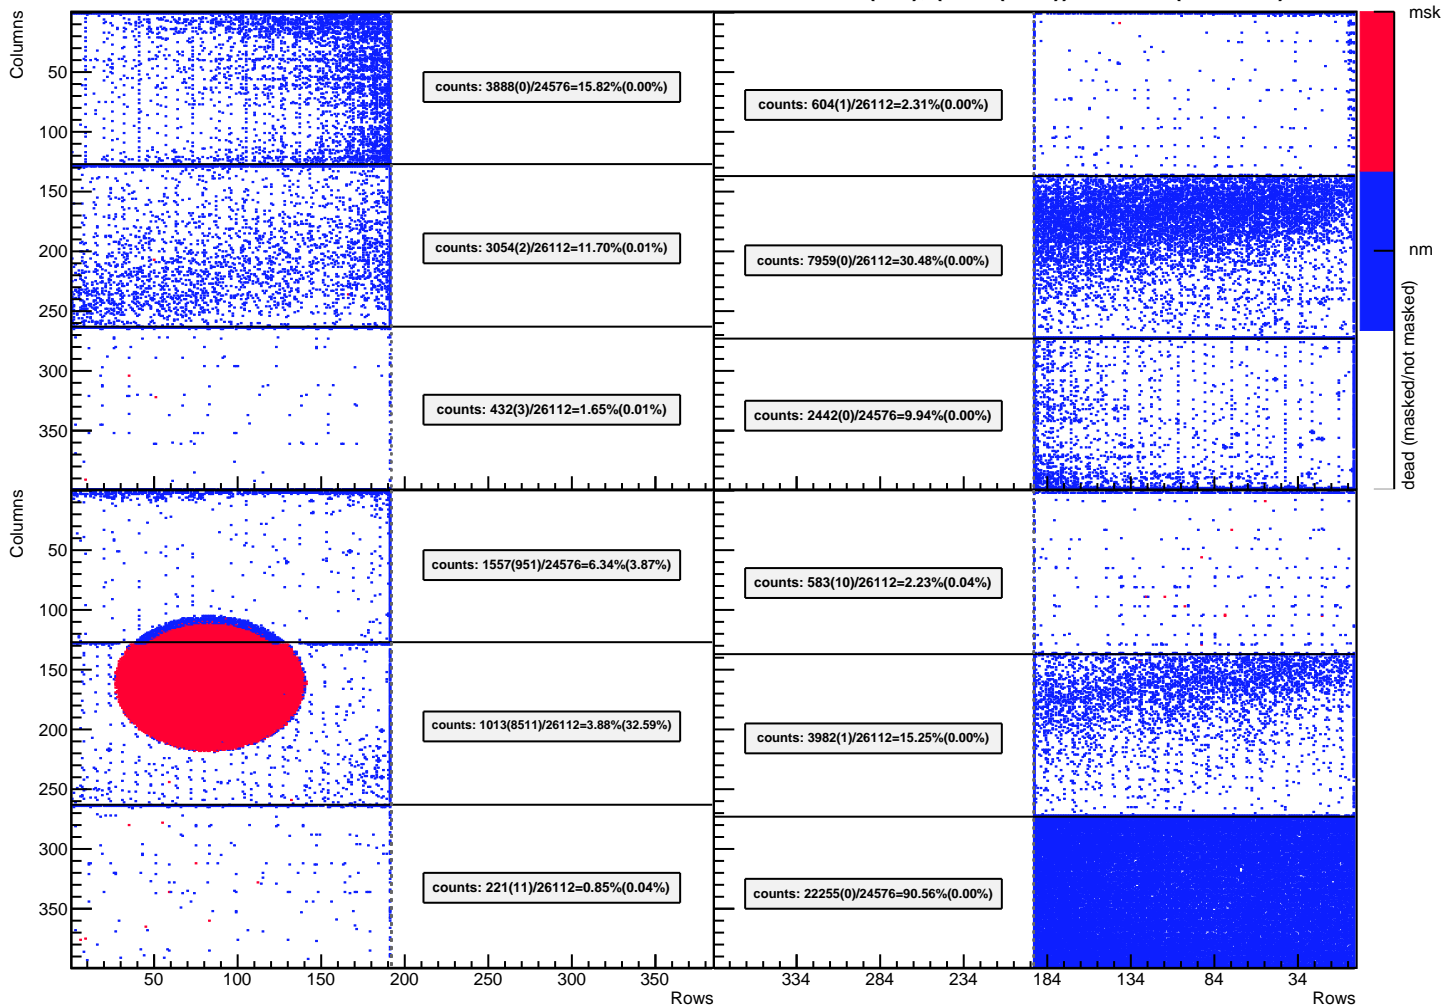 msk
Columns
50
100
150
200
250
300
350
counts: 3888(0)/24576=15.82%(0.00%)
counts: 604(1)/26112=2.31%(0.00%)
counts: 3054(2)/26112=11.70%(0.01%)
counts: 7959(0)/26112=30.48%(0.00%)
nm
counts: 432(3)/26112=1.65%(0.01%)
counts: 2442(0)/24576=9.94%(0.00%)
dead (masked/not masked)
Columns
50
100
150
200
250
300
350
counts: 1557(951)/24576=6.34%(3.87%)
counts: 583(10)/26112=2.23%(0.04%)
counts: 1013(8511)/26112=3.88%(32.59%)
counts: 3982(1)/26112=15.25%(0.00%)
counts: 221(11)/26112=0.85%(0.04%)
counts: 22255(0)/24576=90.56%(0.00%)
50 100 150 200 250 300 350 334 284 234 184 134 84 34
Rows Rows